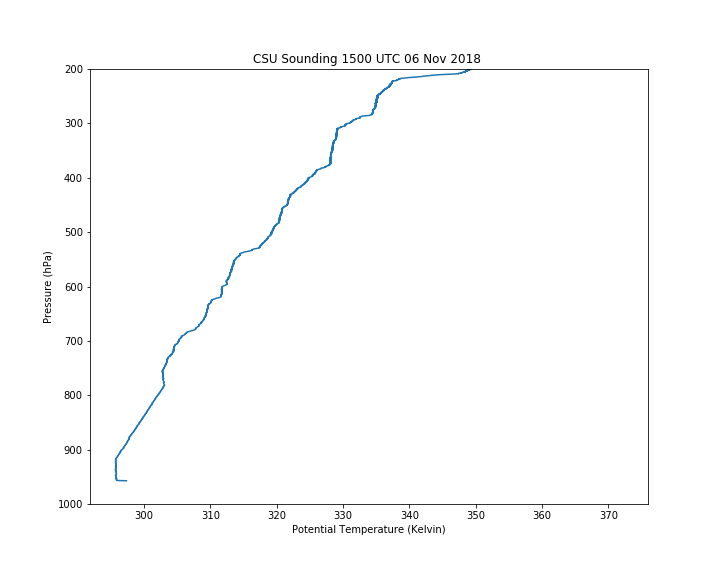 CSU Sounding 1500 UTC 06 Nov 2018
200
300
400
500
600
700
800
900
1000
Pressure (hPa)
300 310 320 330 340 350 360 370
Potential Temperature (Kelvin)